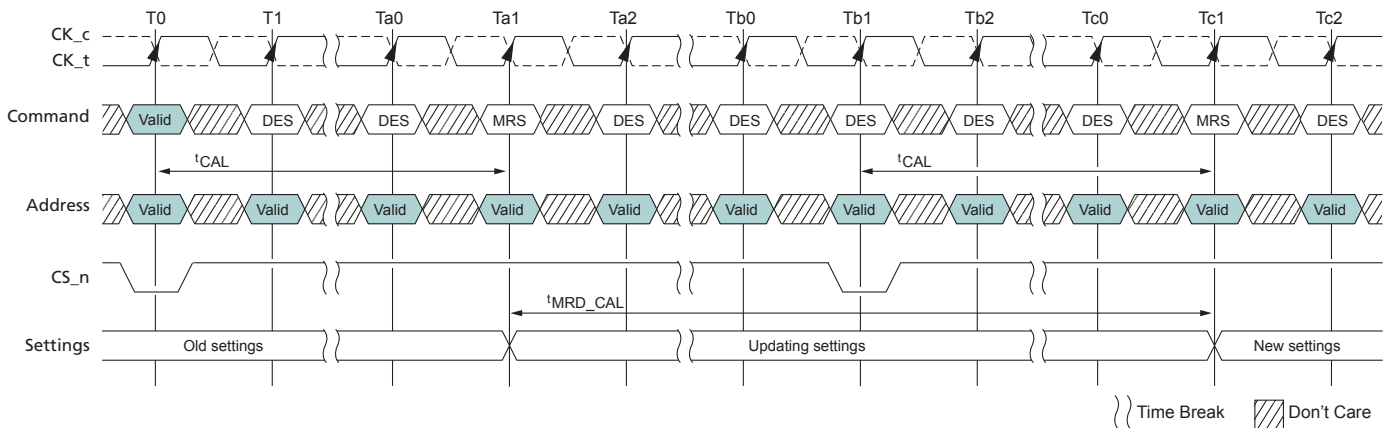 T0 T1 Ta0 Ta1 Ta2 Tb0 Tb1 Tb2 Tc0 Tc1 Tc2
CK_c
CK_t
Command Valid DES DES MRS DES DES DES DES DES MRS DES
tCAL tCAL
Address Valid Valid Valid Valid Valid Valid Valid Valid Valid Valid Valid
CS_n
tMRD_CAL
Settings Old settings Updating settings New settings
Time Break Don't Care